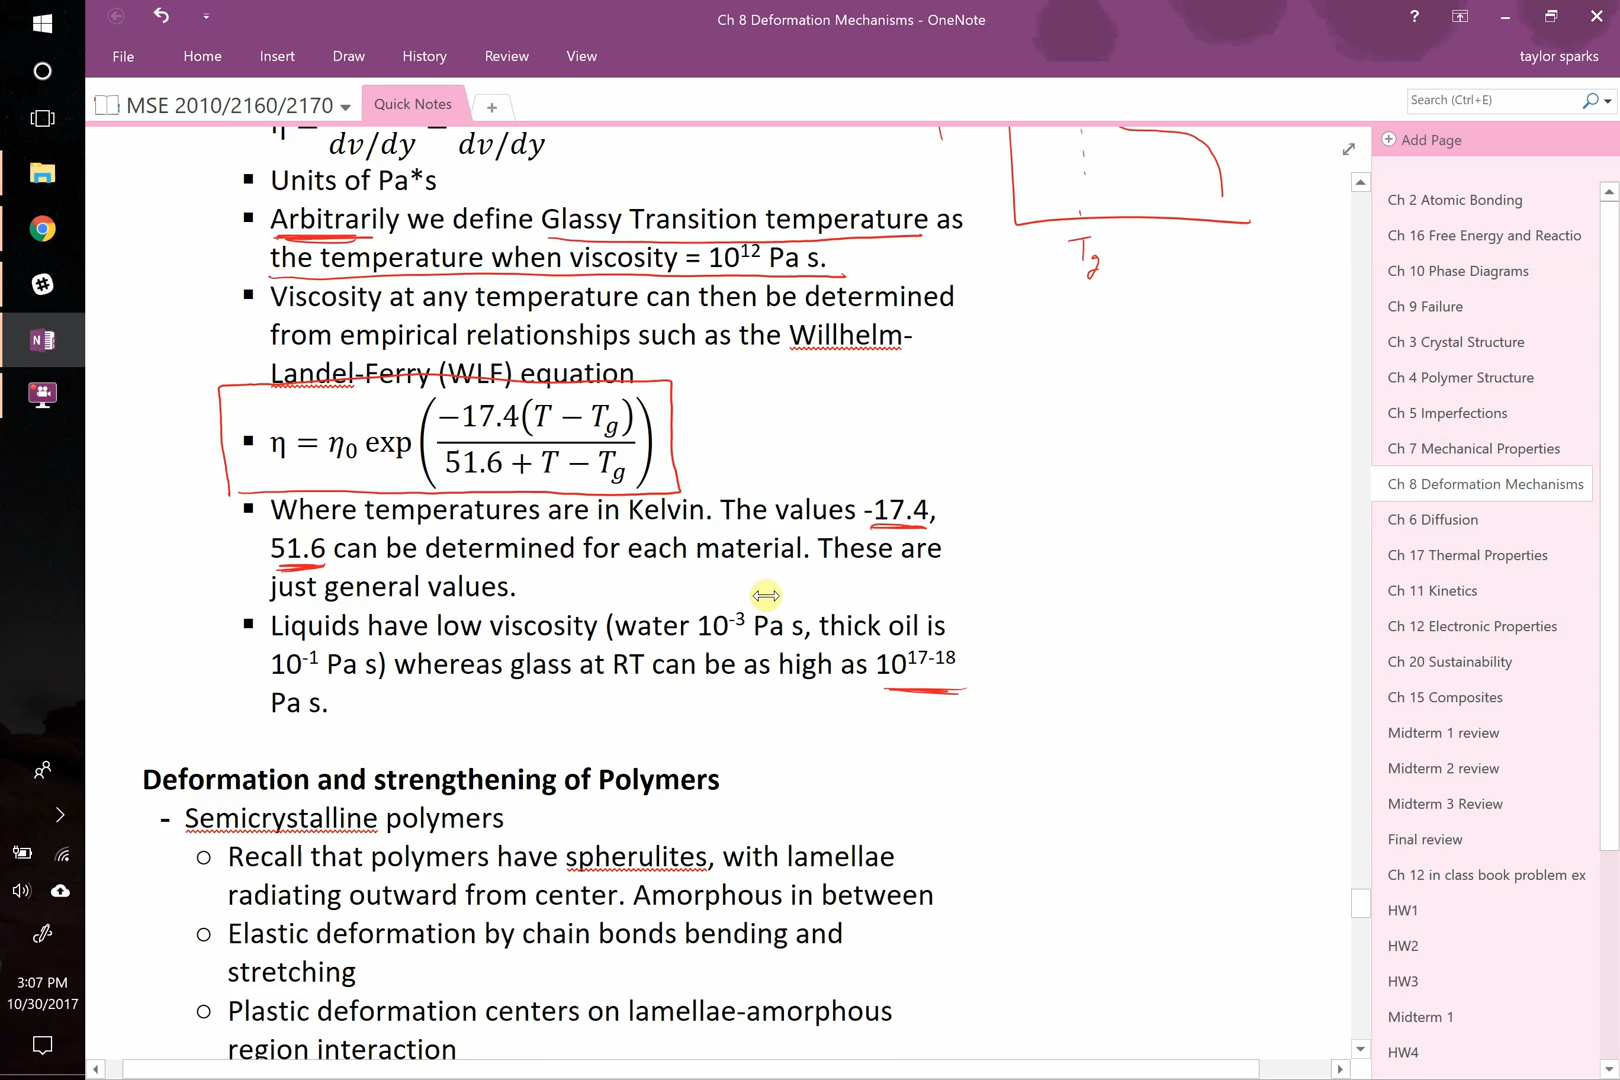 Ch 8 Deformation Mechanisms - OneNote
?
File Home Insert Draw History Review View
taylor sparks
MSE 2010/2160/2170
Quick Notes
+
Search (Ctrl+E)
Add Page
η =
dv/dy = dv/dy
▪ Units of Pa*s
▪ Arbitrarily we define Glassy Transition temperature as
the temperature when viscosity = 10¹² Pa s.
▪ Viscosity at any temperature can then be determined
from empirical relationships such as the Willhelm-
Landel-Ferry (WLF) equation
▪ η = η₀ exp((−17.4(T − Tg))/(51.6 + T − Tg))
▪ Where temperatures are in Kelvin. The values -17.4,
51.6 can be determined for each material. These are
just general values.
▪ Liquids have low viscosity (water 10⁻³ Pa s, thick oil is
10⁻¹ Pa s) whereas glass at RT can be as high as 10¹⁷⁻¹⁸
Pa s.
Deformation and strengthening of Polymers
- Semicrystalline polymers
○ Recall that polymers have spherulites, with lamellae
radiating outward from center. Amorphous in between
○ Elastic deformation by chain bonds bending and
stretching
○ Plastic deformation centers on lamellae-amorphous
region interaction
Tg
Ch 2 Atomic Bonding
Ch 16 Free Energy and Reactio
Ch 10 Phase Diagrams
Ch 9 Failure
Ch 3 Crystal Structure
Ch 4 Polymer Structure
Ch 5 Imperfections
Ch 7 Mechanical Properties
Ch 8 Deformation Mechanisms
Ch 6 Diffusion
Ch 17 Thermal Properties
Ch 11 Kinetics
Ch 12 Electronic Properties
Ch 20 Sustainability
Ch 15 Composites
Midterm 1 review
Midterm 2 review
Midterm 3 Review
Final review
Ch 12 in class book problem ex
HW1
HW2
HW3
Midterm 1
HW4
3:07 PM
10/30/2017